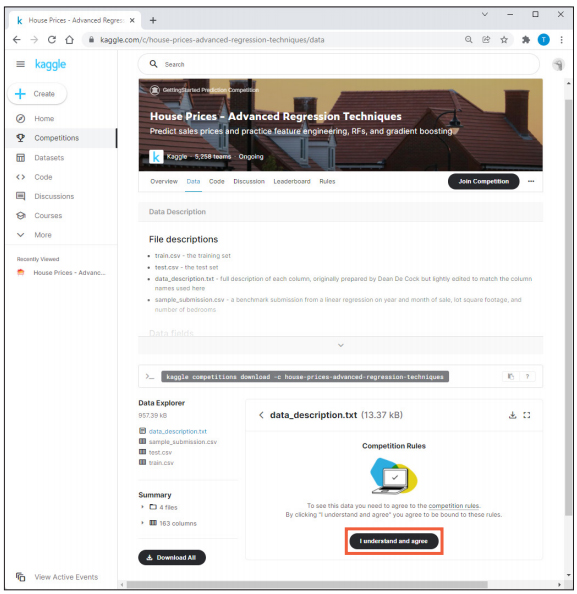 k House Prices - Advanced Regres × +
kaggle.com/c/house-prices-advanced-regression-techniques/data
kaggle
Search
Create
Home
Competitions
Datasets
Code
Discussions
Courses
More
Recently Viewed
House Prices - Advanc...
View Active Events
GettingStarted Prediction Competition
House Prices - Advanced Regression Techniques
Predict sales prices and practice feature engineering, RFs, and gradient boosting
k Kaggle · 5,258 teams · Ongoing
Overview Data Code Discussion Leaderboard Rules Join Competition ...
Data Description
File descriptions
• train.csv - the training set
• test.csv - the test set
• data_description.txt - full description of each column, originally prepared by Dean De Cock but lightly edited to match the column
names used here
• sample_submission.csv - a benchmark submission from a linear regression on year and month of sale, lot square footage, and
number of bedrooms
Data fields
>_ kaggle competitions download -c house-prices-advanced-regression-techniques ?
Data Explorer
957.39 kB
data_description.txt
sample_submission.csv
test.csv
train.csv
Summary
4 files
163 columns
Download All
< data_description.txt (13.37 kB)
Competition Rules
To see this data you need to agree to the competition rules.
By clicking "I understand and agree" you agree to be bound to these rules.
I understand and agree